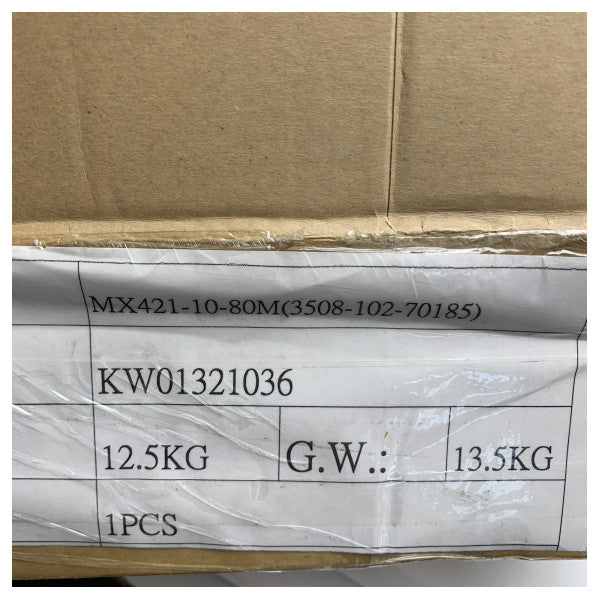 MX421-10-80M(3508-102-70185)
KW01321036
12.5KG G.W.: 13.5KG
1PCS